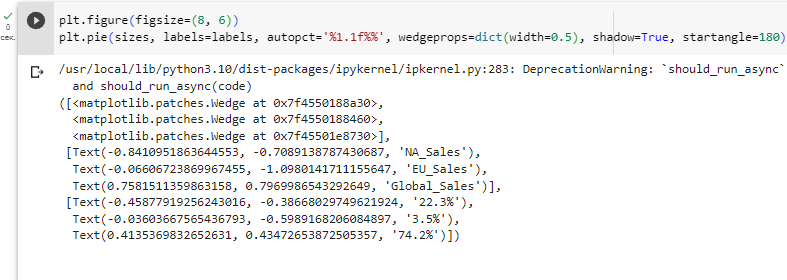 plt.figure(figsize=(8, 6))
plt.pie(sizes, labels=labels, autopct='%1.1f%%', wedgeprops=dict(width=0.5), shadow=True, startangle=180)
0
сек.
/usr/local/lib/python3.10/dist-packages/ipykernel/ipkernel.py:283: DeprecationWarning: `should_run_async`
and should_run_async(code)
([<matplotlib.patches.Wedge at 0x7f4550188a30>,
<matplotlib.patches.Wedge at 0x7f4550188460>,
<matplotlib.patches.Wedge at 0x7f45501e8730>],
[Text(-0.8410951863644553, -0.7089138787430687, 'NA_Sales'),
Text(-0.06606723869967455, -1.0980141711155647, 'EU_Sales'),
Text(0.7581511359863158, 0.7969986543292649, 'Global_Sales')],
[Text(-0.45877919256243016, -0.38668029749621924, '22.3%'),
Text(-0.03603667565436793, -0.5989168206084897, '3.5%'),
Text(0.4135369832652631, 0.43472653872505357, '74.2%')])